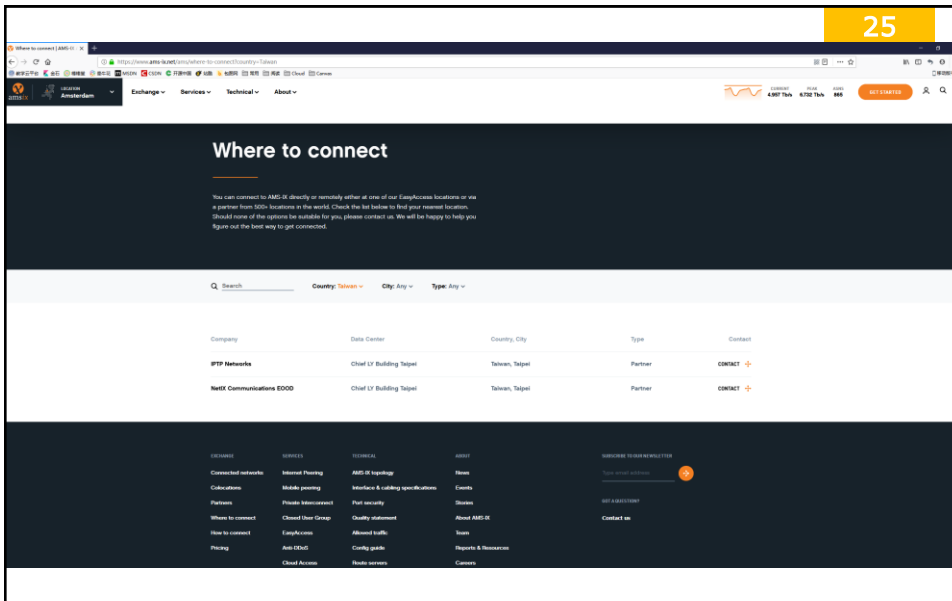 25
Where to connect | AMS-IX
https://www.ams-ix.net/ams/where-to-connect?country=Taiwan
MSDN CSDN Cloud Canvas
ams ix LOCATION Amsterdam Exchange Services Technical About CURRENT 4.957 Tb/s PEAK 6.732 Tb/s 865 GET STARTED
Where to connect
You can connect to AMS-IX directly or remotely either at one of our EasyAccess locations or via
a partner from 500+ locations in the world. Check the list below to find your nearest location.
Should none of the options be suitable for you, please contact us. We will be happy to help you
figure out the best way to get connected.
Search Country: Taiwan City: Any Type: Any
Company Data Center Country, City Type Contact
IPTP Networks Chief LY Building Taipei Taiwan, Taipei Partner CONTACT
NetIX Communications EOOD Chief LY Building Taipei Taiwan, Taipei Partner CONTACT
EXCHANGE SERVICES TECHNICAL ABOUT SUBSCRIBE TO OUR NEWSLETTER
Connected networks Internet Peering AMS-IX topology News Type email address
Colocations Mobile peering Interface & cabling specifications Events
Partners Private Interconnect Port security Stories GOT A QUESTION?
Where to connect Closed User Group Quality statement About AMS-IX Contact us
How to connect EasyAccess Allowed traffic Team
Pricing Anti-DDoS Config guide Reports & Resources
Cloud Access Route servers Careers